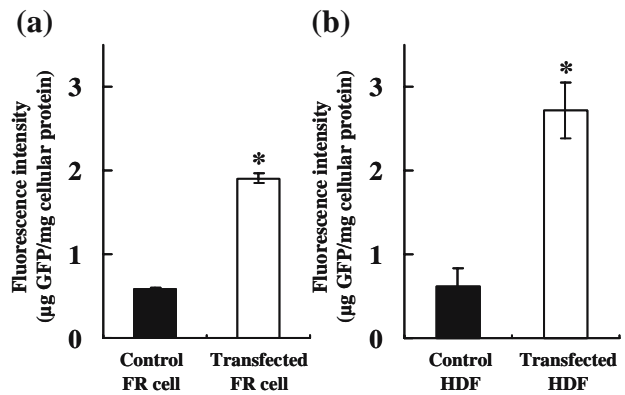 (a)
Fluorescence intensity
(µg GFP/mg cellular protein)
3
2
1
0
*
Control
FR cell
Transfected
FR cell
(b)
Fluorescence intensity
(µg GFP/mg cellular protein)
3
2
1
0
*
Control
HDF
Transfected
HDF